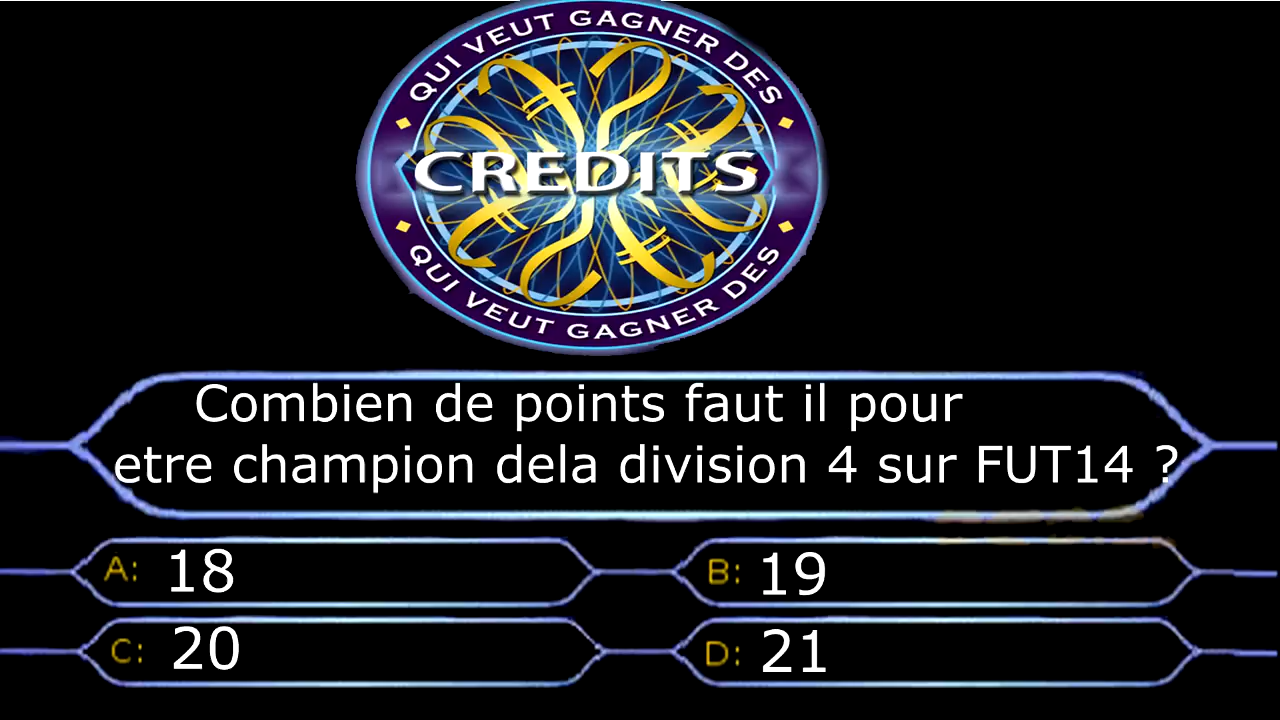 QUI VEUT GAGNER DES
CREDITS
QUI VEUT GAGNER DES
Combien de points faut il pour
etre champion dela division 4 sur FUT14 ?
A: 18
B: 19
C: 20
D: 21